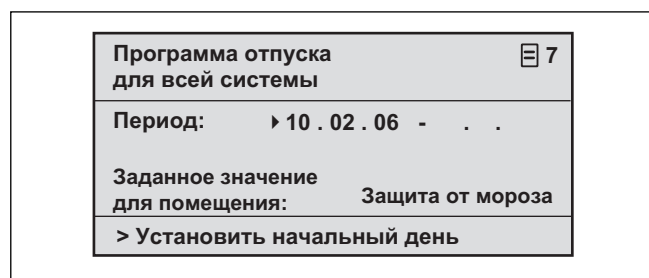 Программа отпуска 7
для всей системы
Период: 10 . 02 . 06 - . .
Заданное значение
для помещения: Защита от мороза
> Установить начальный день